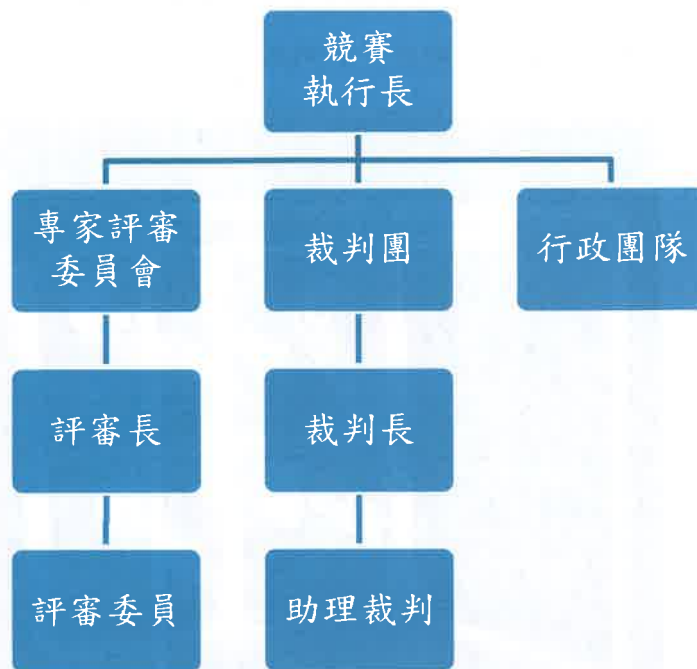 競賽
執行長
專家評審
委員會
裁判團
行政團隊
評審長
裁判長
評審委員
助理裁判